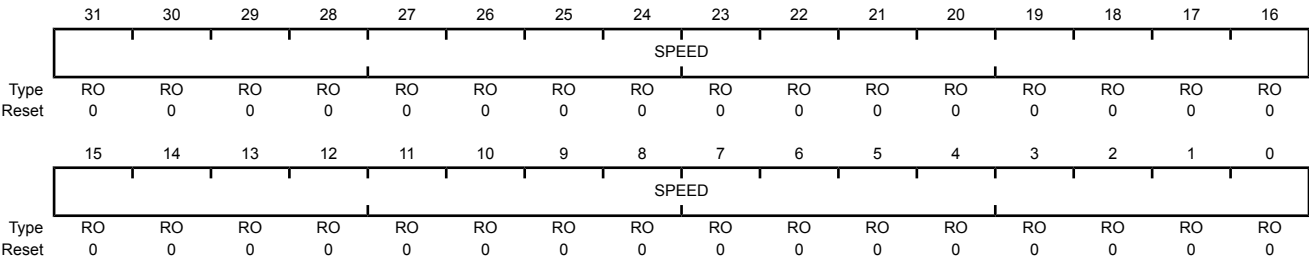 31 30 29 28 27 26 25 24 23 22 21 20 19 18 17 16
SPEED
Type RO RO RO RO RO RO RO RO RO RO RO RO RO RO RO RO
Reset 0 0 0 0 0 0 0 0 0 0 0 0 0 0 0 0
15 14 13 12 11 10 9 8 7 6 5 4 3 2 1 0
SPEED
Type RO RO RO RO RO RO RO RO RO RO RO RO RO RO RO RO
Reset 0 0 0 0 0 0 0 0 0 0 0 0 0 0 0 0